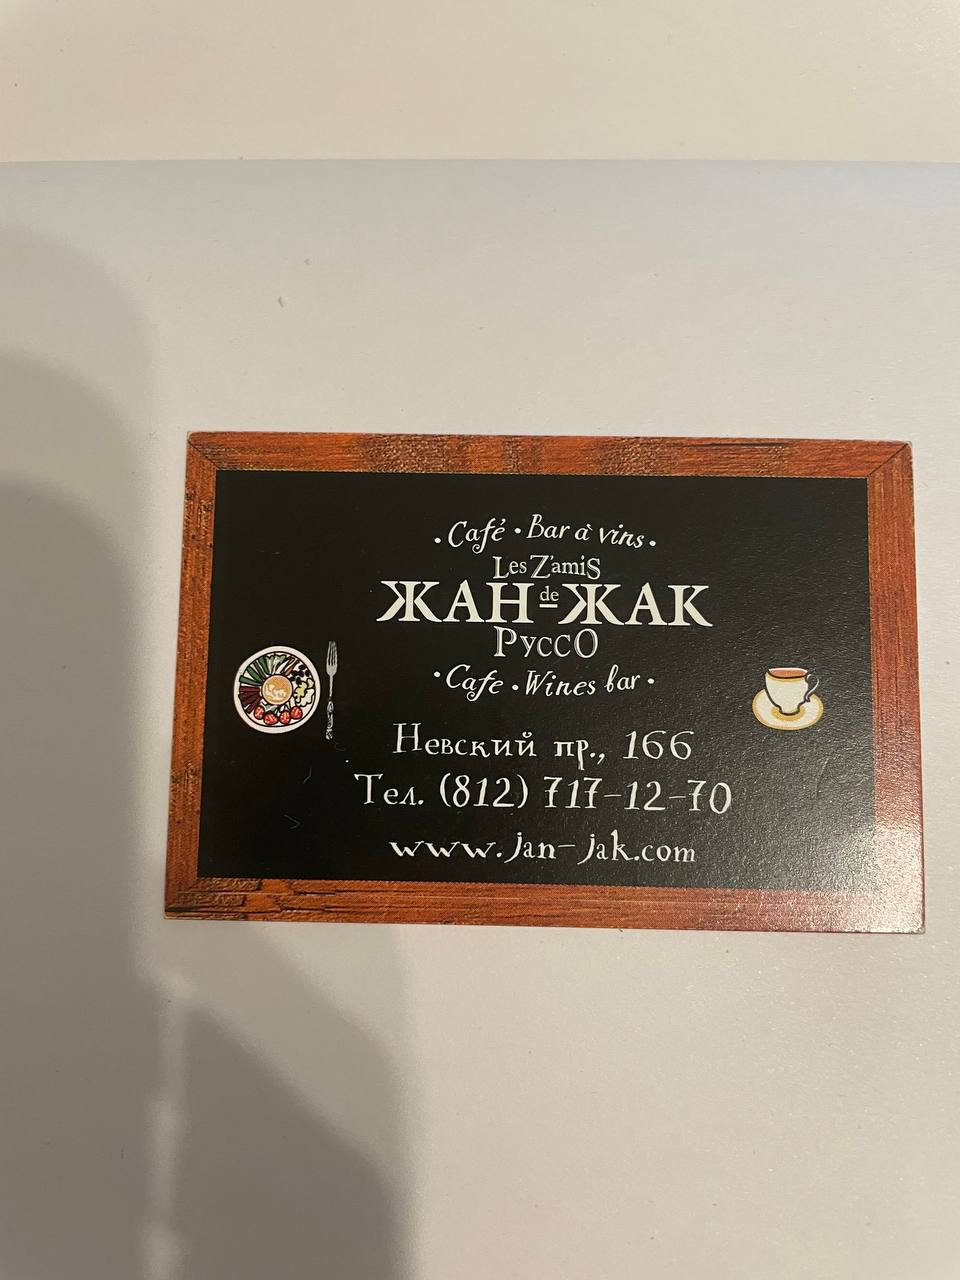 · Café · Bar à vins ·
Les Z'amiS
ЖАН de ЖАК
РуссО
· Cafe · Wines bar ·
Невский пр., 166
Тел. (812) 717-12-70
www.jan-jak.com